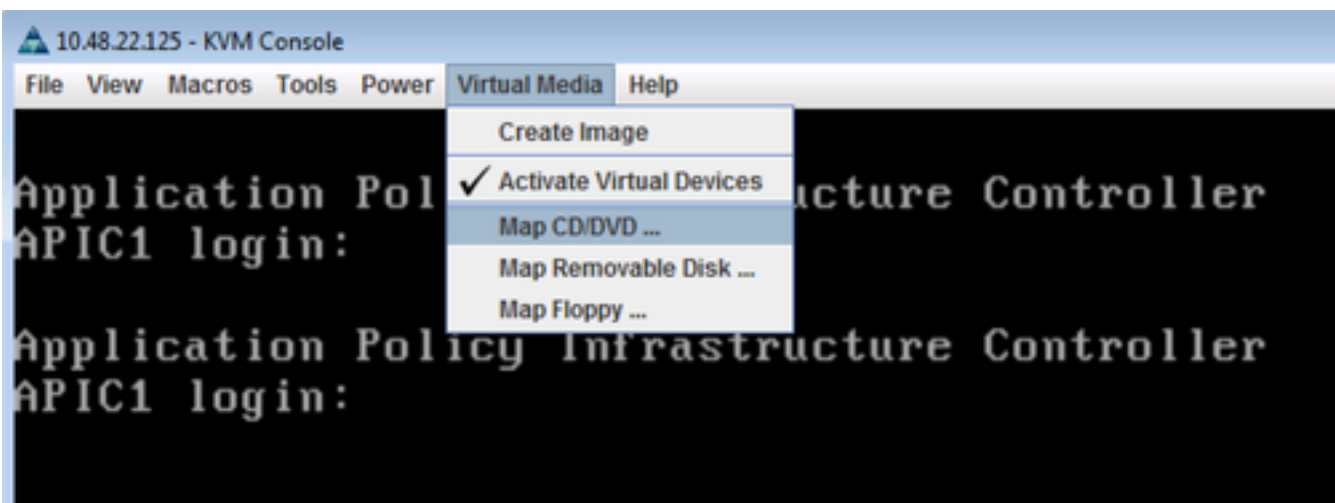 10.48.22.125 - KVM Console
File View Macros Tools Power Virtual Media Help
Create Image
✓ Activate Virtual Devices
Map CD/DVD ...
Map Removable Disk ...
Map Floppy ...
Application Pol ucture Controller
APIC1 login:
Application Policy Infrastructure Controller
APIC1 login: